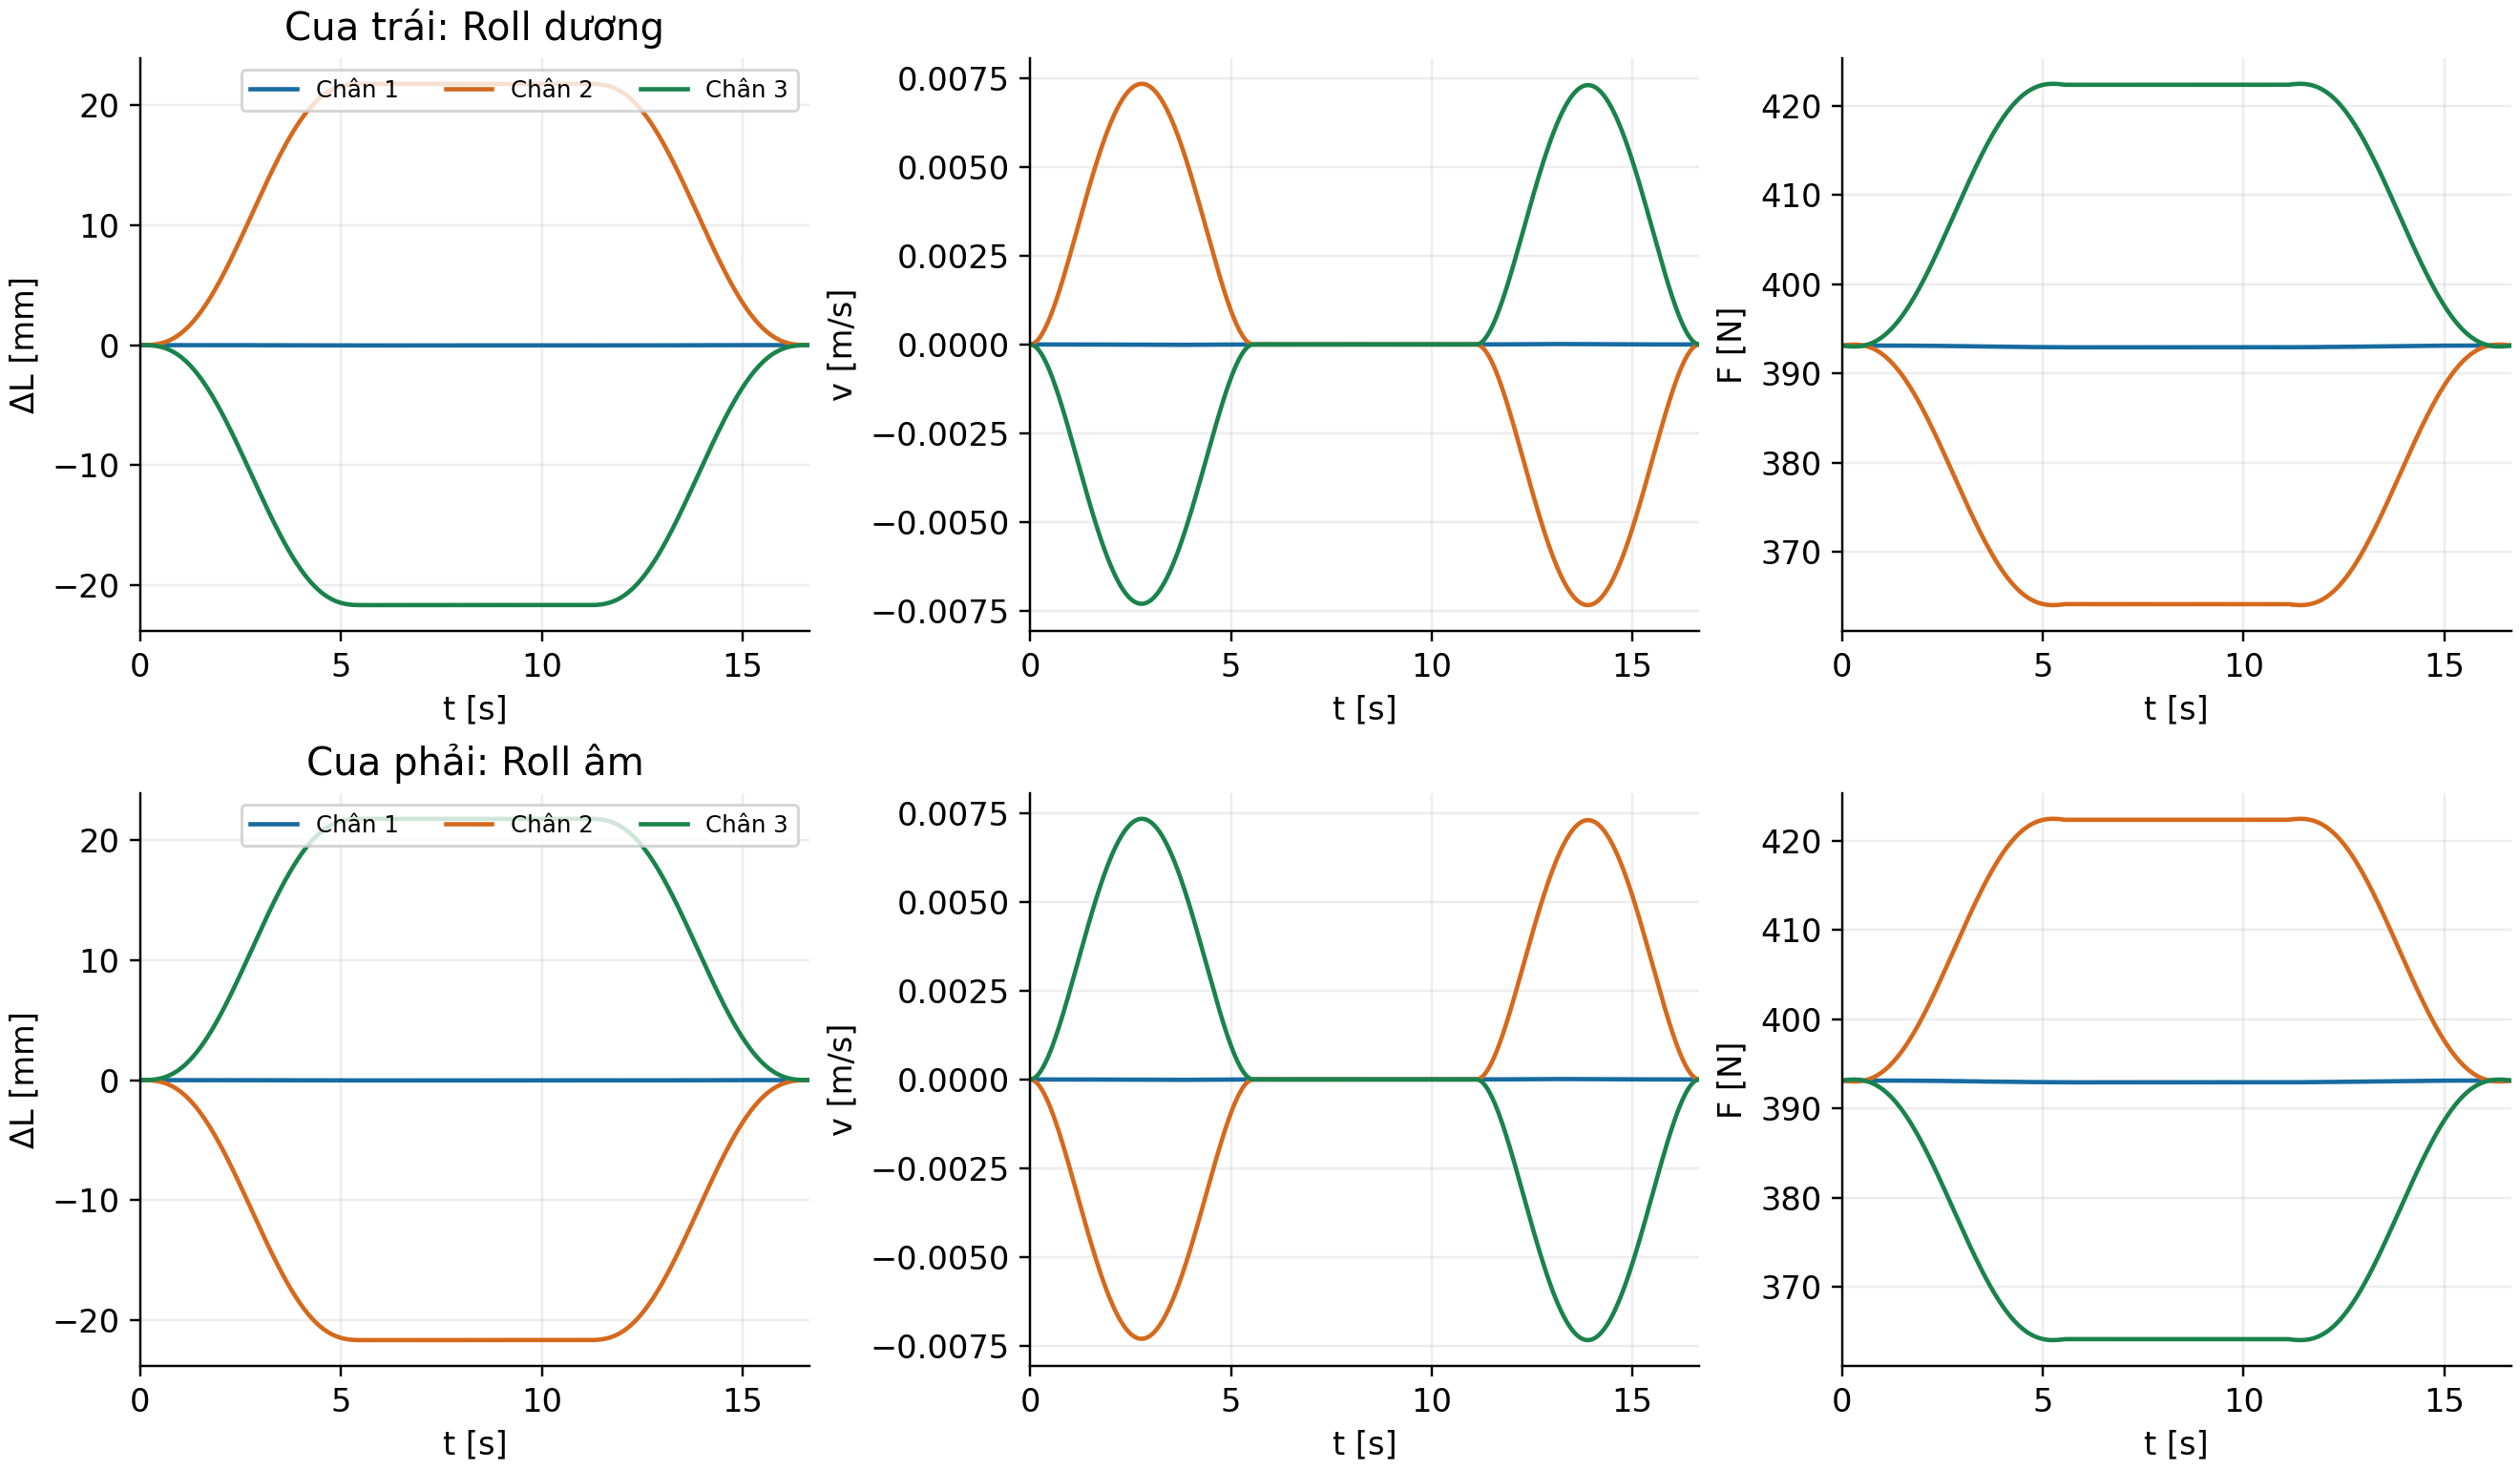 Cua trái: Roll dương
Chân 1 Chân 2 Chân 3
20
10
0
−10
−20
ΔL [mm]
0 5 10 15
t [s]
0.0075
0.0050
0.0025
0.0000
−0.0025
−0.0050
−0.0075
v [m/s]
0 5 10 15
t [s]
420
410
400
390
380
370
F [N]
0 5 10 15
t [s]
Cua phải: Roll âm
Chân 1 Chân 2 Chân 3
20
10
0
−10
−20
ΔL [mm]
0 5 10 15
t [s]
0.0075
0.0050
0.0025
0.0000
−0.0025
−0.0050
−0.0075
v [m/s]
0 5 10 15
t [s]
420
410
400
390
380
370
F [N]
0 5 10 15
t [s]